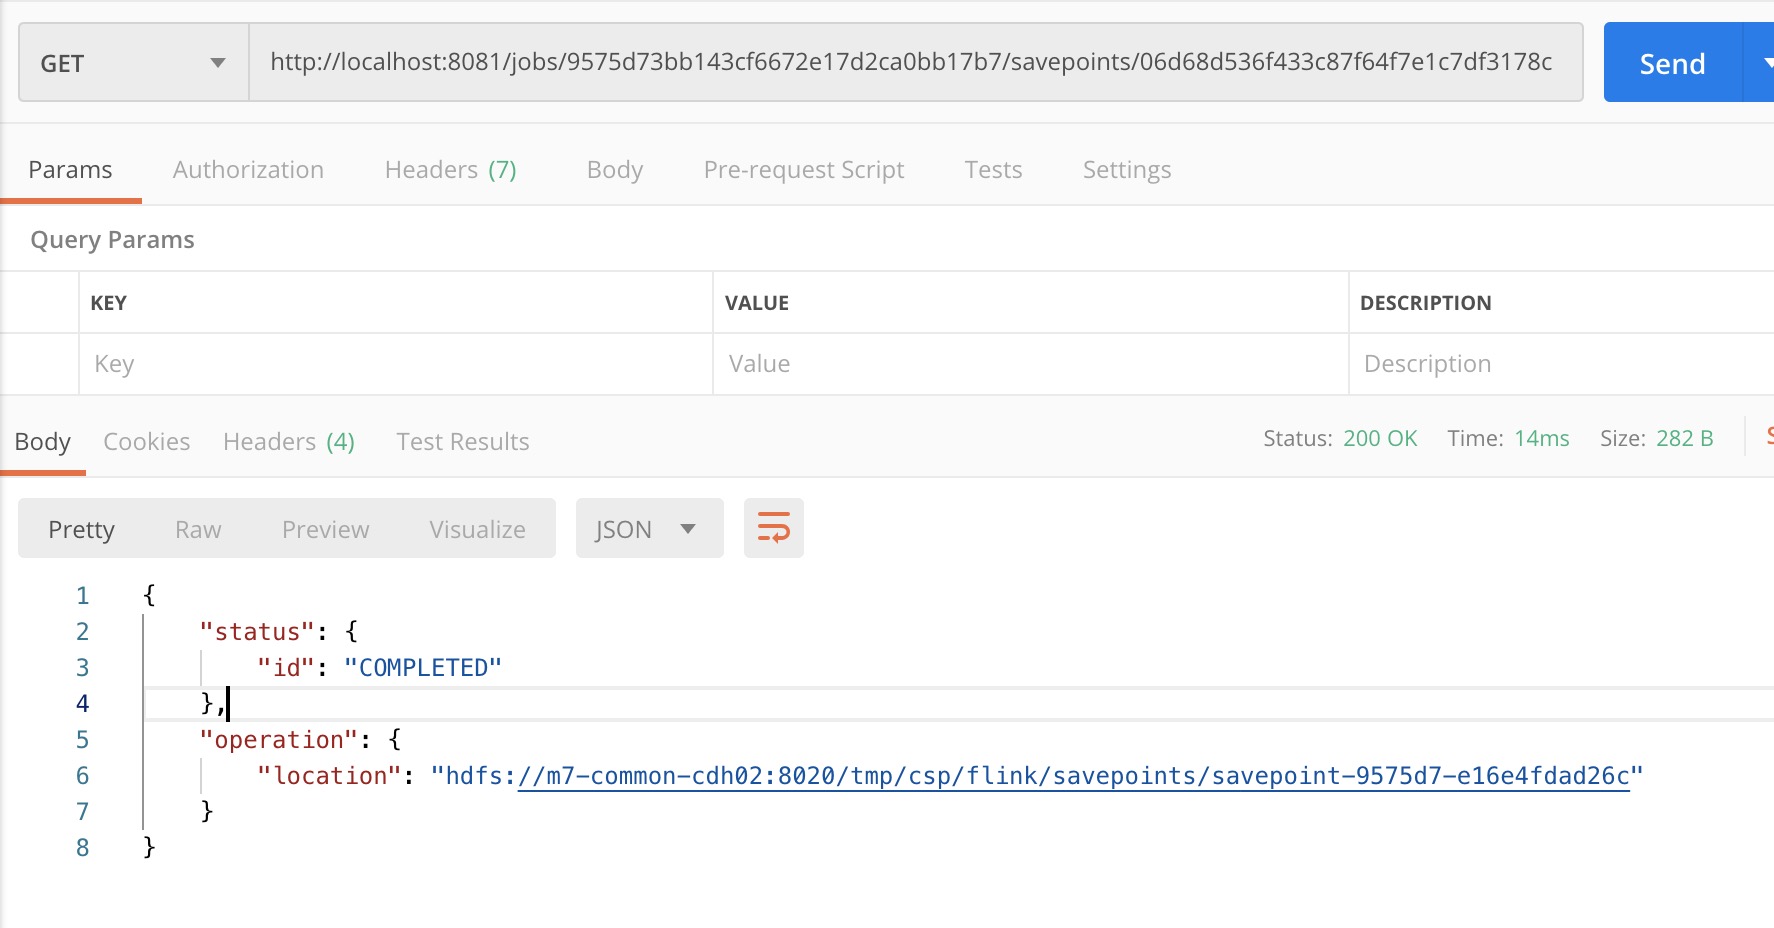 GET http://localhost:8081/jobs/9575d73bb143cf6672e17d2ca0bb17b7/savepoints/06d68d536f433c87f64f7e1c7df3178c Send
Params Authorization Headers (7) Body Pre-request Script Tests Settings
Query Params
KEY VALUE DESCRIPTION
Key Value Description
Body Cookies Headers (4) Test Results Status: 200 OK Time: 14ms Size: 282 B
Pretty Raw Preview Visualize JSON
1 {
2 "status": {
3 "id": "COMPLETED"
4 },
5 "operation": {
6 "location": "hdfs://m7-common-cdh02:8020/tmp/csp/flink/savepoints/savepoint-9575d7-e16e4fdad26c"
7 }
8 }